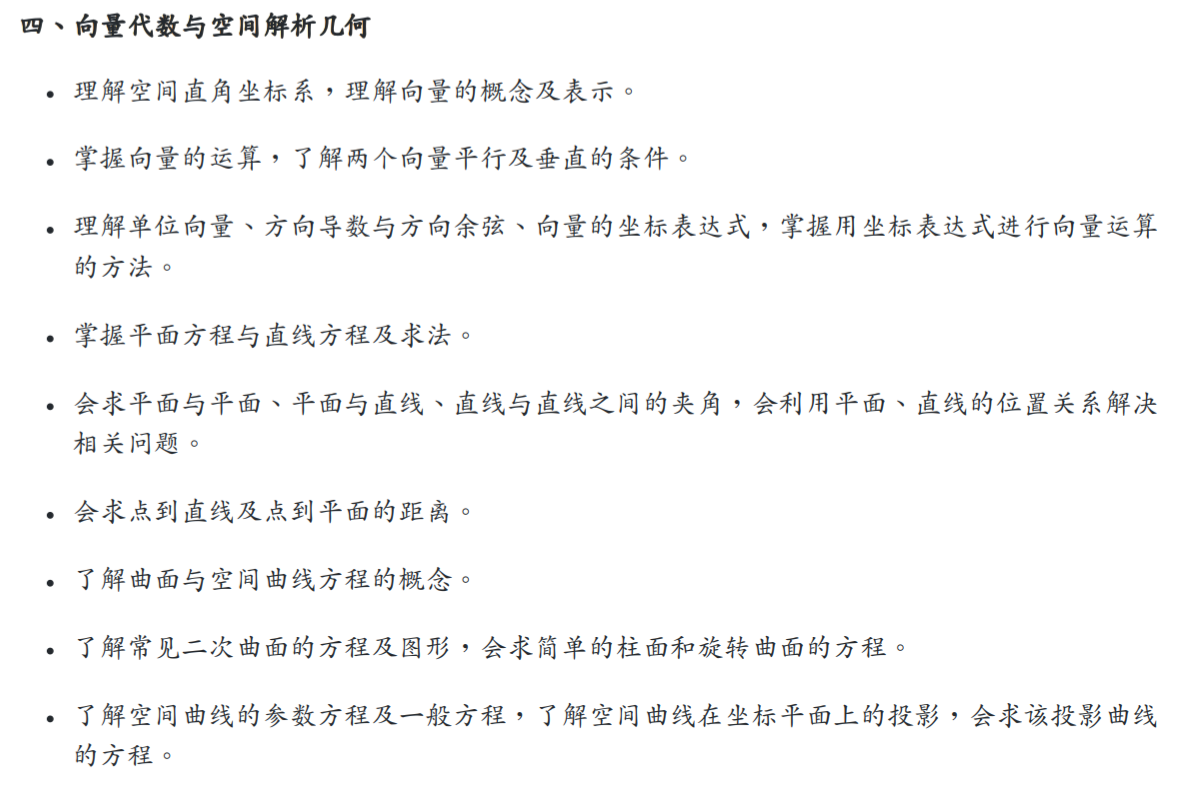 四、向量代数与空间解析几何
• 理解空间直角坐标系，理解向量的概念及表示。
• 掌握向量的运算，了解两个向量平行及垂直的条件。
• 理解单位向量、方向导数与方向余弦、向量的坐标表达式，掌握用坐标表达式进行向量运算
的方法。
• 掌握平面方程与直线方程及求法。
• 会求平面与平面、平面与直线、直线与直线之间的夹角，会利用平面、直线的位置关系解决
相关问题。
• 会求点到直线及点到平面的距离。
• 了解曲面与空间曲线方程的概念。
• 了解常见二次曲面的方程及图形，会求简单的柱面和旋转曲面的方程。
• 了解空间曲线的参数方程及一般方程，了解空间曲线在坐标平面上的投影，会求该投影曲线
的方程。